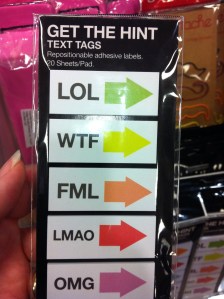 GET THE HINT
TEXT TAGS
Repositionable adhesive labels.
20 Sheets/Pad.
LOL
WTF
FML
LMAO
OMG